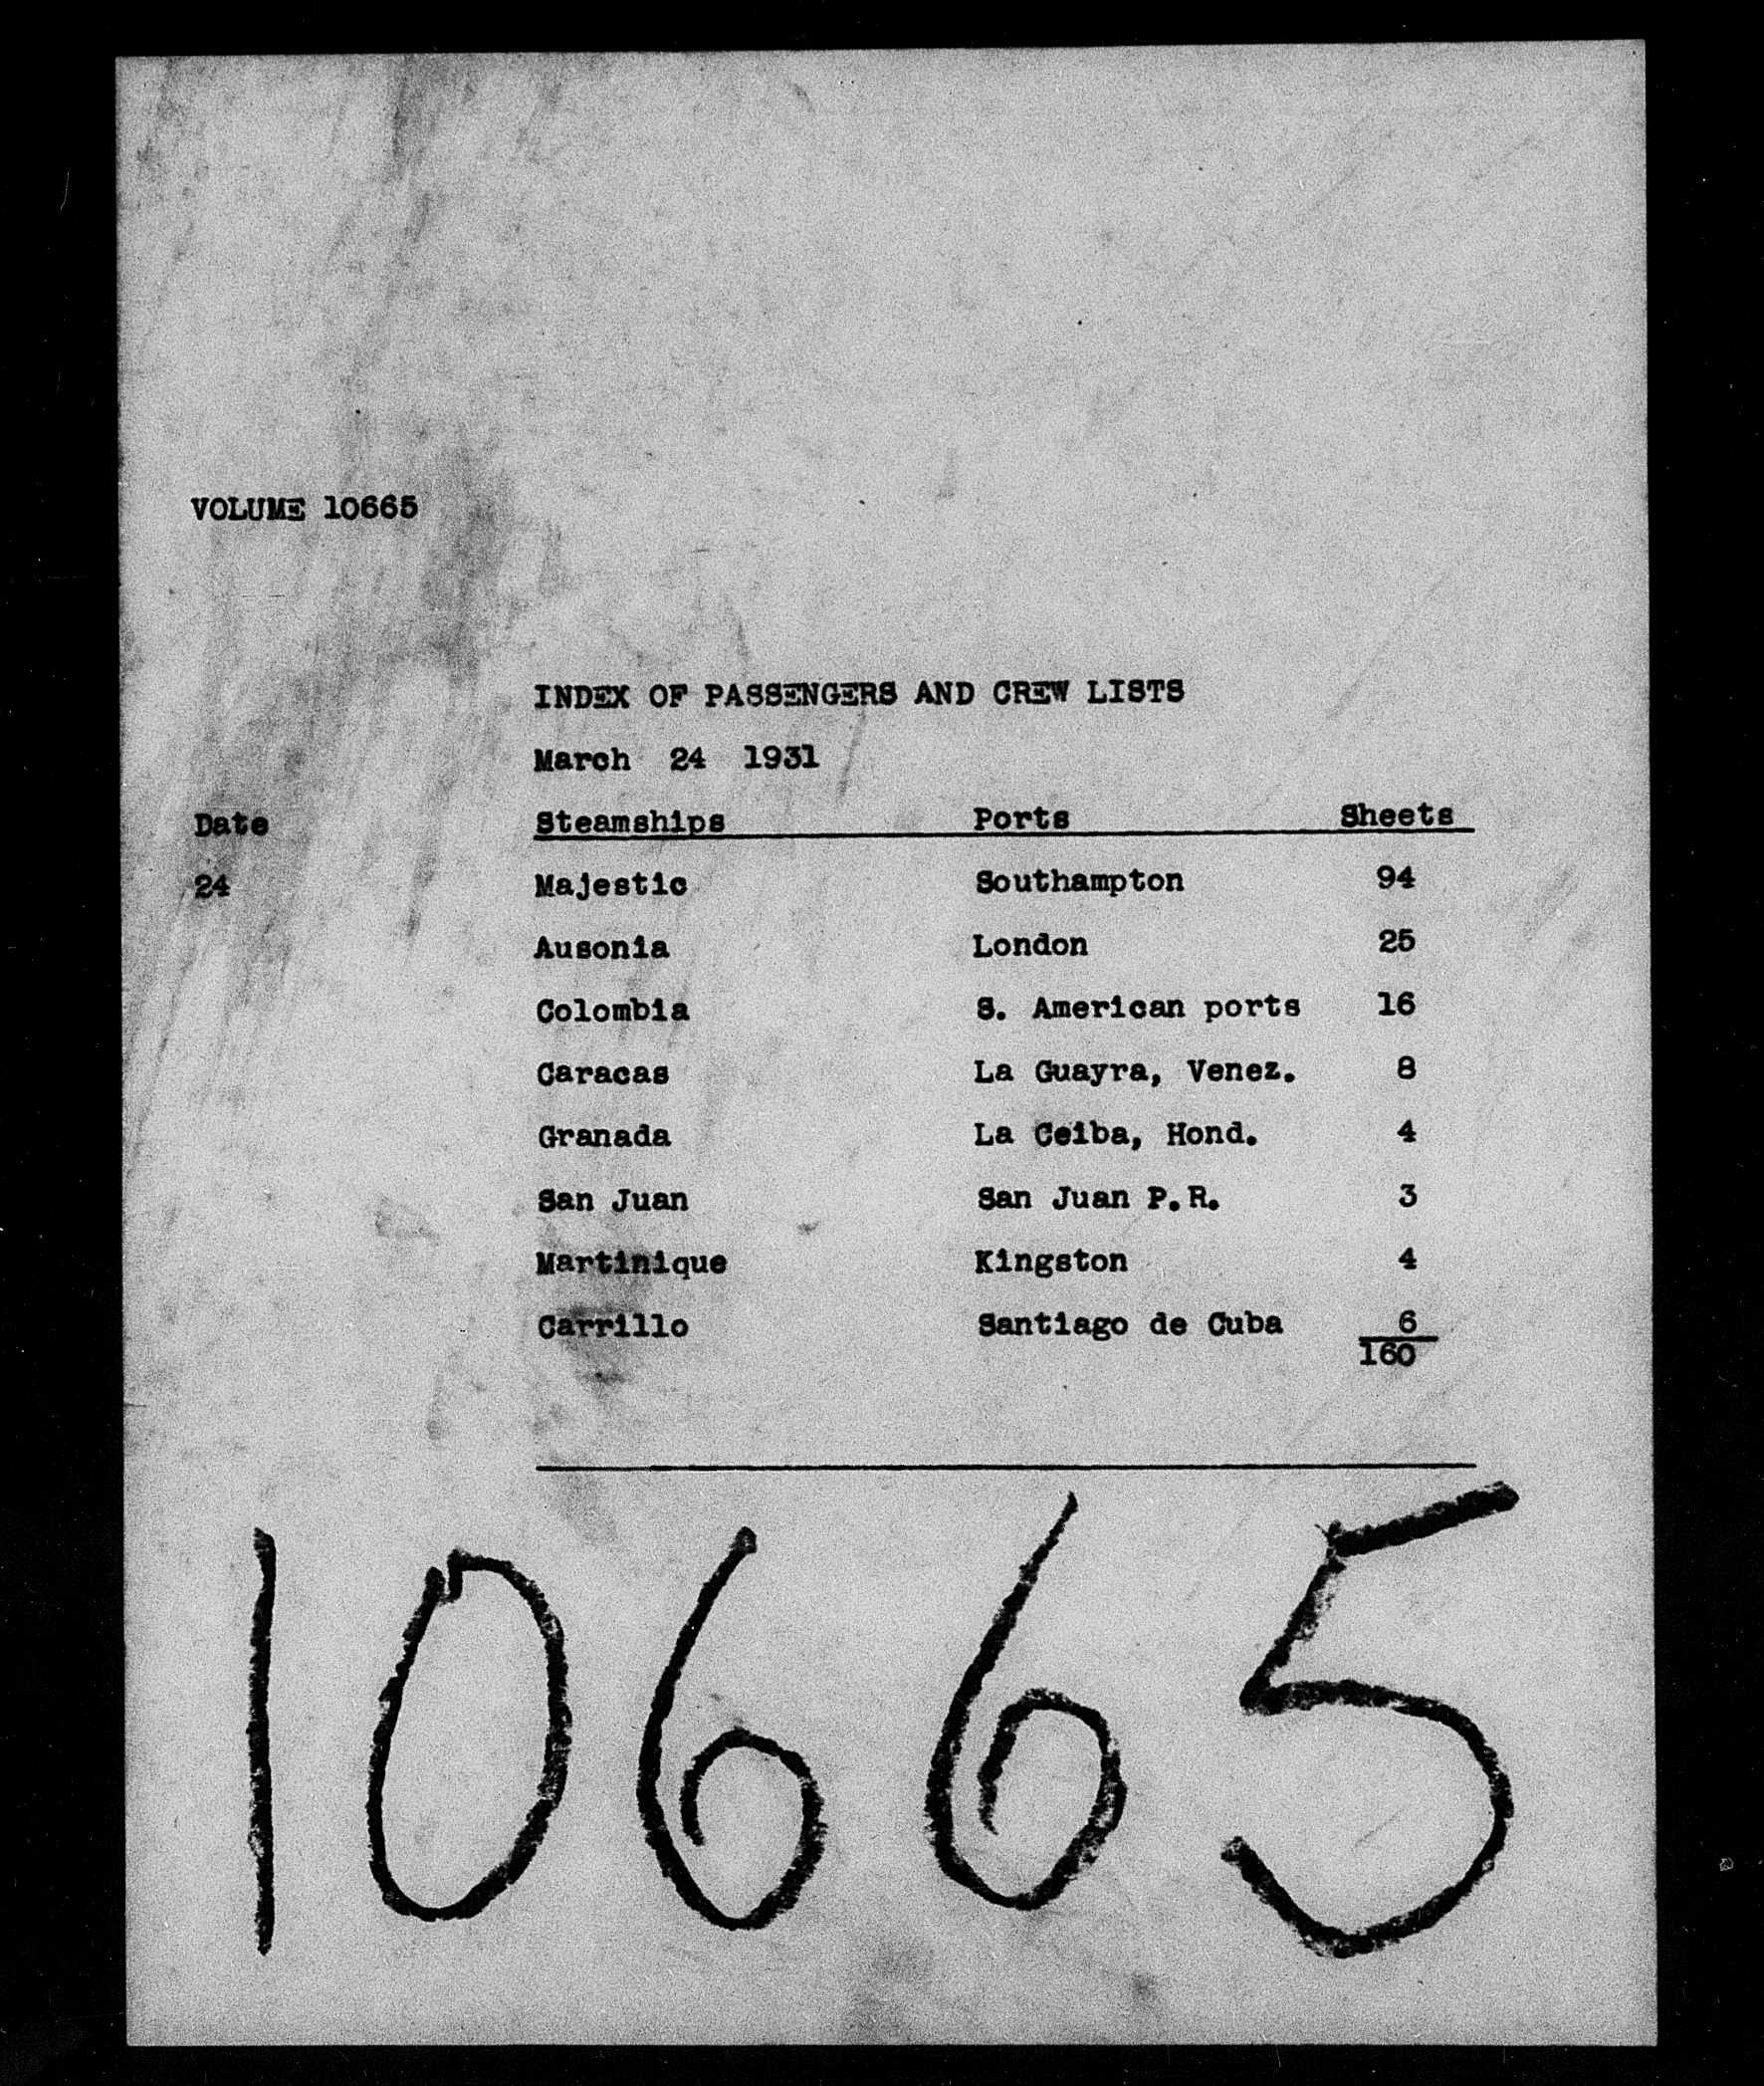 VOLUME 10665
INDEX OF PASSENGERS AND CREW LISTS
March 24 1931
Date Steamships Ports Sheets
24 Majestic Southampton 94
Ausonia London 25
Colombia S. American ports 16
Caracas La Guayra, Venez. 8
Granada La Ceiba, Hond. 4
San Juan San Juan P.R. 3
Martinique Kingston 4
Carrillo Santiago de Cuba 6
160
10665